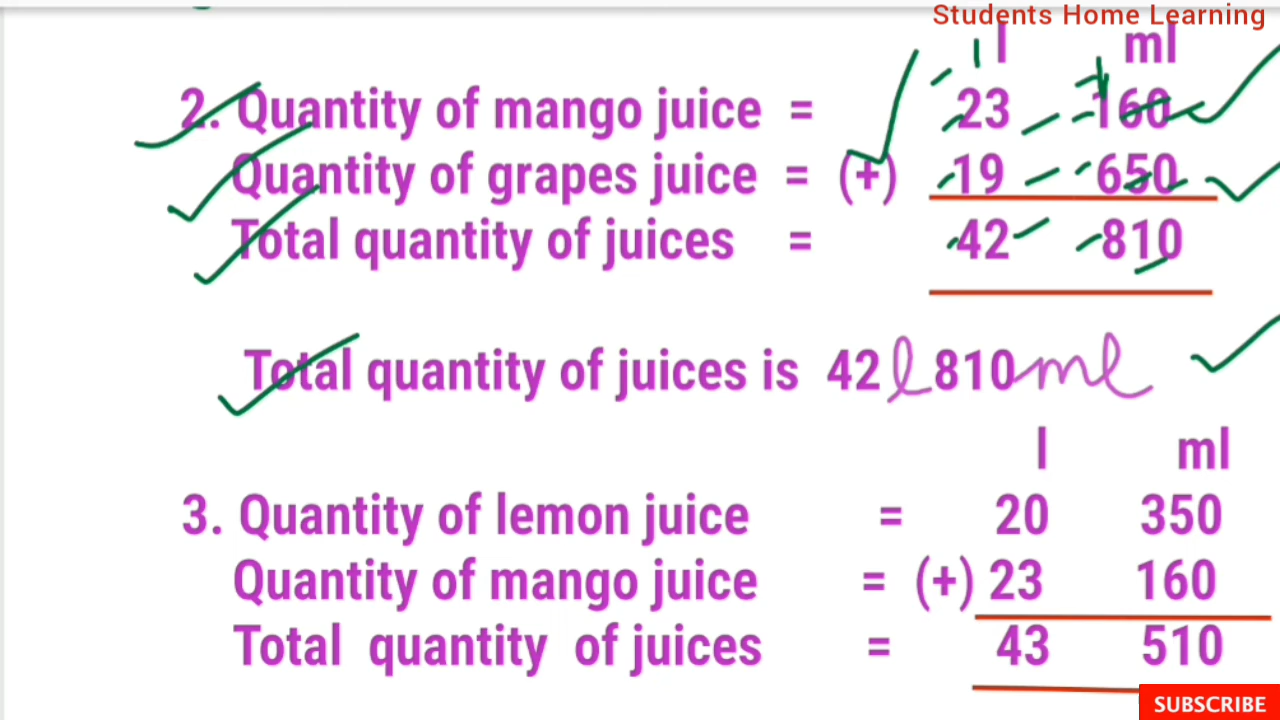 Students Home Learning
l ml
2. Quantity of mango juice = 23 160
Quantity of grapes juice = (+) 19 650
Total quantity of juices = 42 810
Total quantity of juices is 42 l 810 ml
l ml
3. Quantity of lemon juice = 20 350
Quantity of mango juice = (+) 23 160
Total quantity of juices = 43 510
SUBSCRIBE